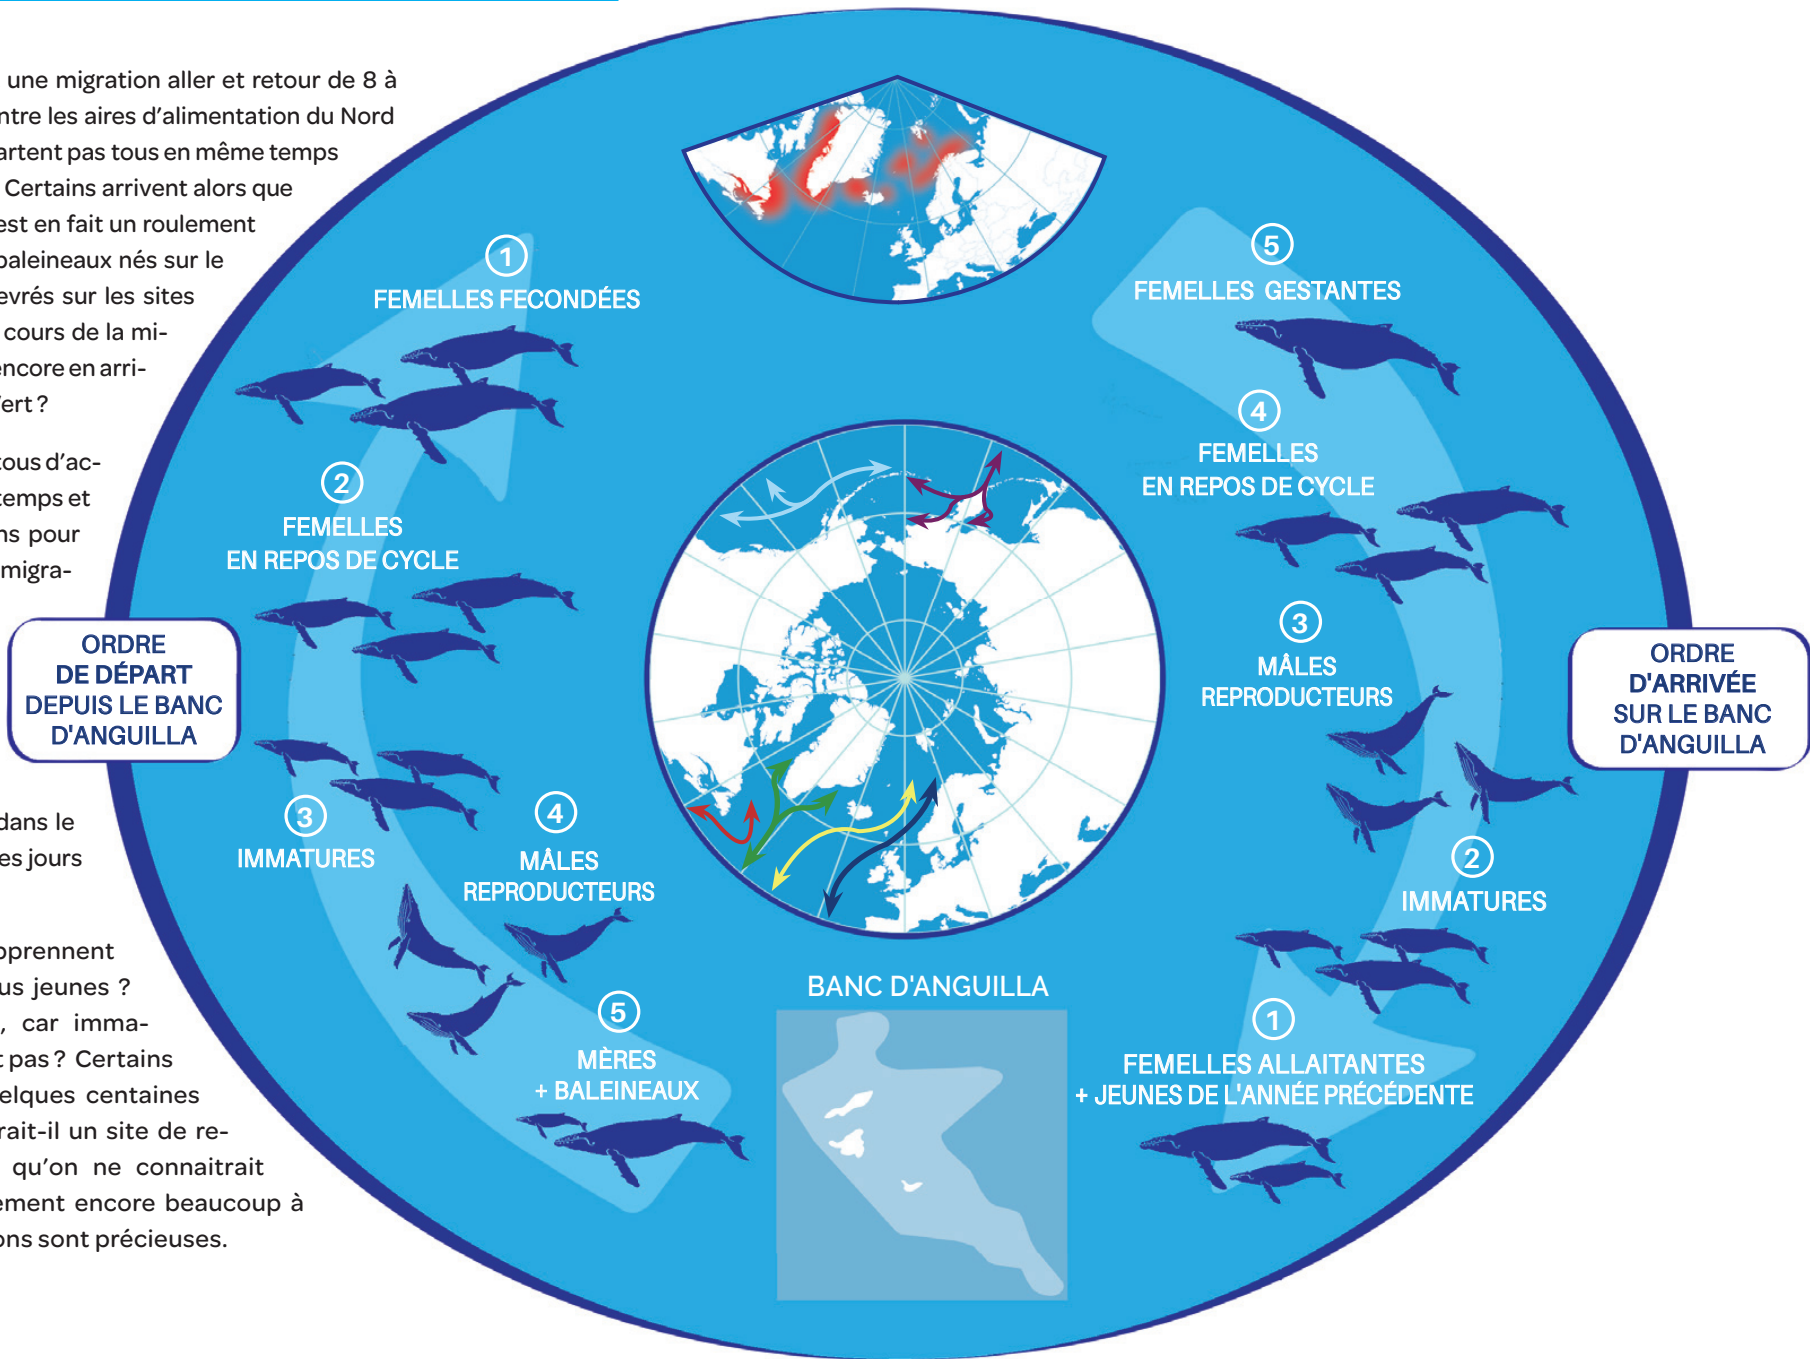 une migration aller et retour de 8 à
ntre les aires d'alimentation du Nord
artent pas tous en même temps
Certains arrivent alors que
est en fait un roulement
baleineaux nés sur le
evrés sur les sites
cours de la mi-
encore en arri-
'ert ?
tous d'ac-
temps et
ns pour
migra-
dans le
es jours
pprennent
us jeunes ?
, car imma-
t pas ? Certains
uelques centaines
rait-il un site de re-
qu'on ne connaitrait
ement encore beaucoup à
ons sont précieuses.
ORDRE
DE DÉPART
DEPUIS LE BANC
D'ANGUILLA
1
FEMELLES FECONDÉES
2
FEMELLES
EN REPOS DE CYCLE
3
IMMATURES
4
MÂLES
REPRODUCTEURS
5
MÈRES
+ BALEINEAUX
BANC D'ANGUILLA
5
FEMELLES GESTANTES
4
FEMELLES
EN REPOS DE CYCLE
3
MÂLES
REPRODUCTEURS
2
IMMATURES
1
FEMELLES ALLAITANTES
+ JEUNES DE L'ANNÉE PRÉCÉDENTE
ORDRE
D'ARRIVÉE
SUR LE BANC
D'ANGUILLA